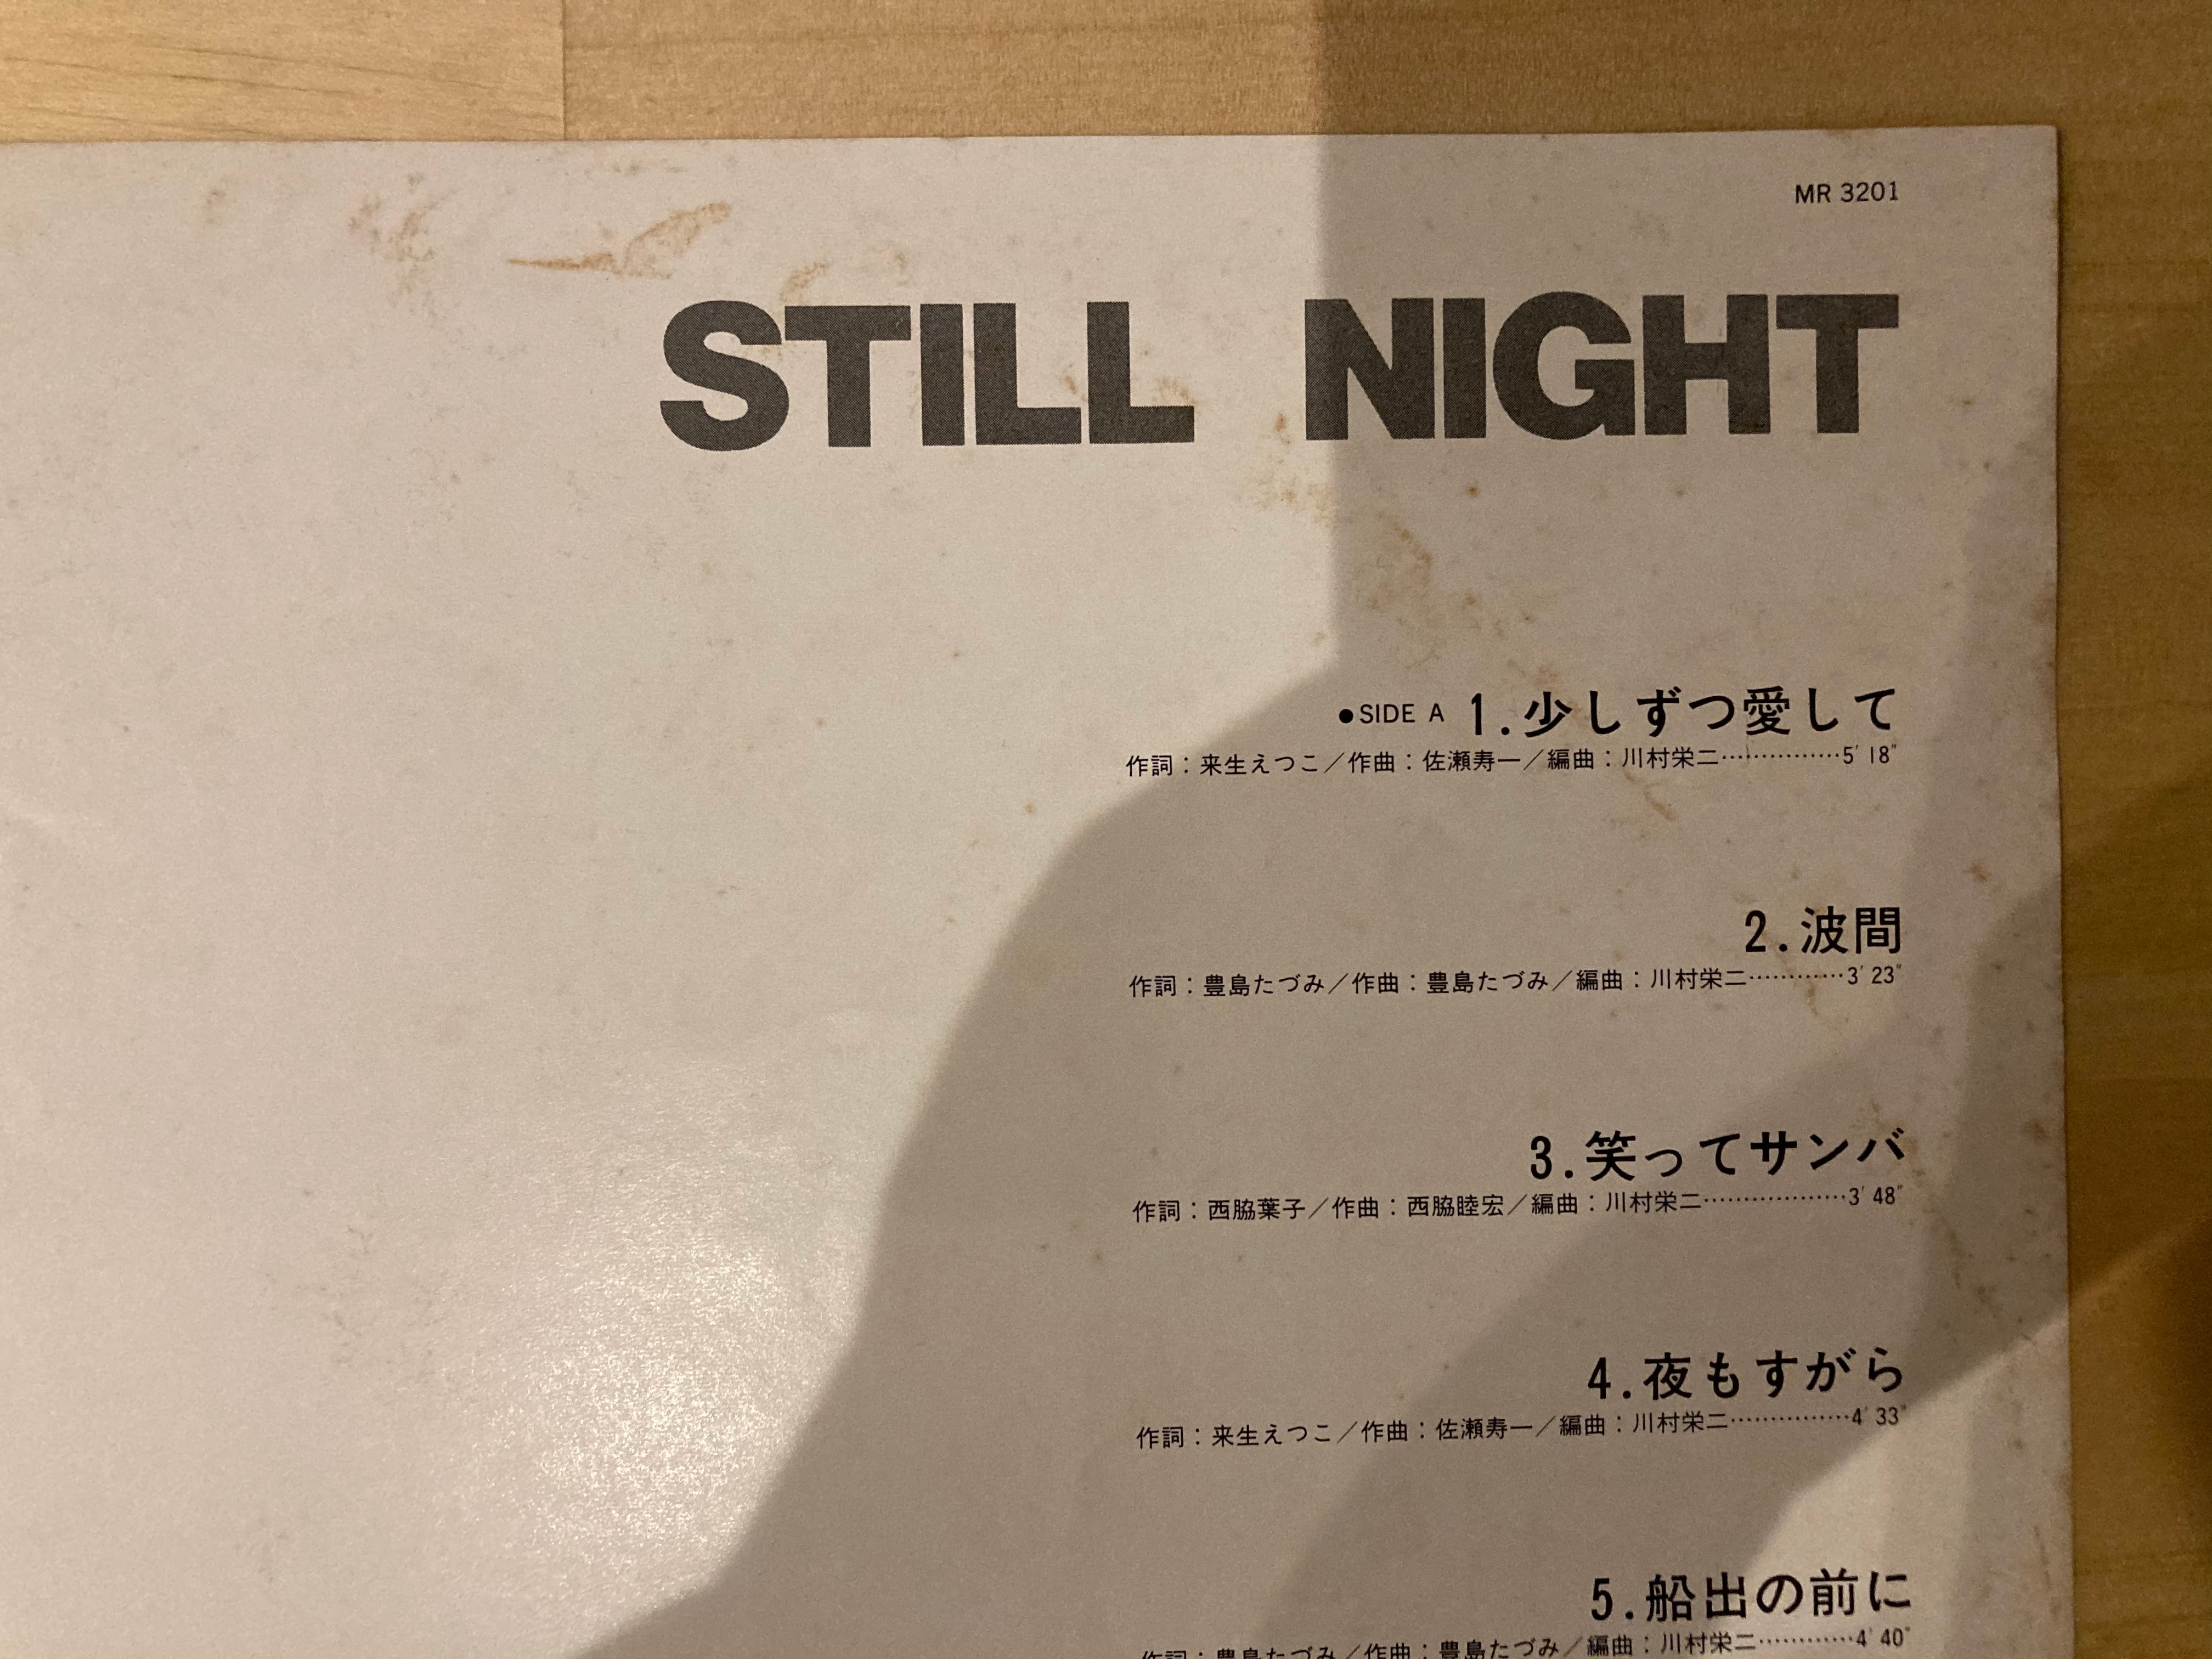 MR 3201
STILL NIGHT
●SIDE A 1.少しずつ愛して
作詞：来生えつこ／作曲：佐瀬寿一／編曲：川村栄二……………5′18″
2.波間
作詞：豊島たづみ／作曲：豊島たづみ／編曲：川村栄二…………3′23″
3.笑ってサンバ
作詞：西脇葉子／作曲：西脇睦宏／編曲：川村栄二………………3′48″
4.夜もすがら
作詞：来生えつこ／作曲：佐瀬寿一／編曲：川村栄二……………4′33″
5.船出の前に
作詞：豊島たづみ／作曲：豊島たづみ／編曲：川村栄二…………4′40″